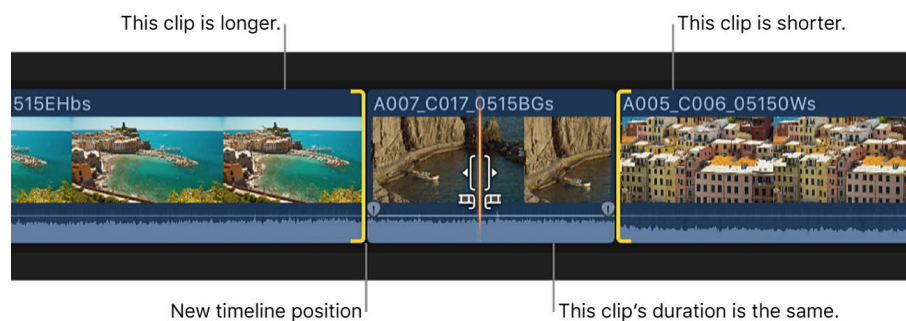 This clip is longer.
This clip is shorter.
515EHbs
A007_C017_0515BGs
A005_C006_05150Ws
New timeline position
This clip's duration is the same.